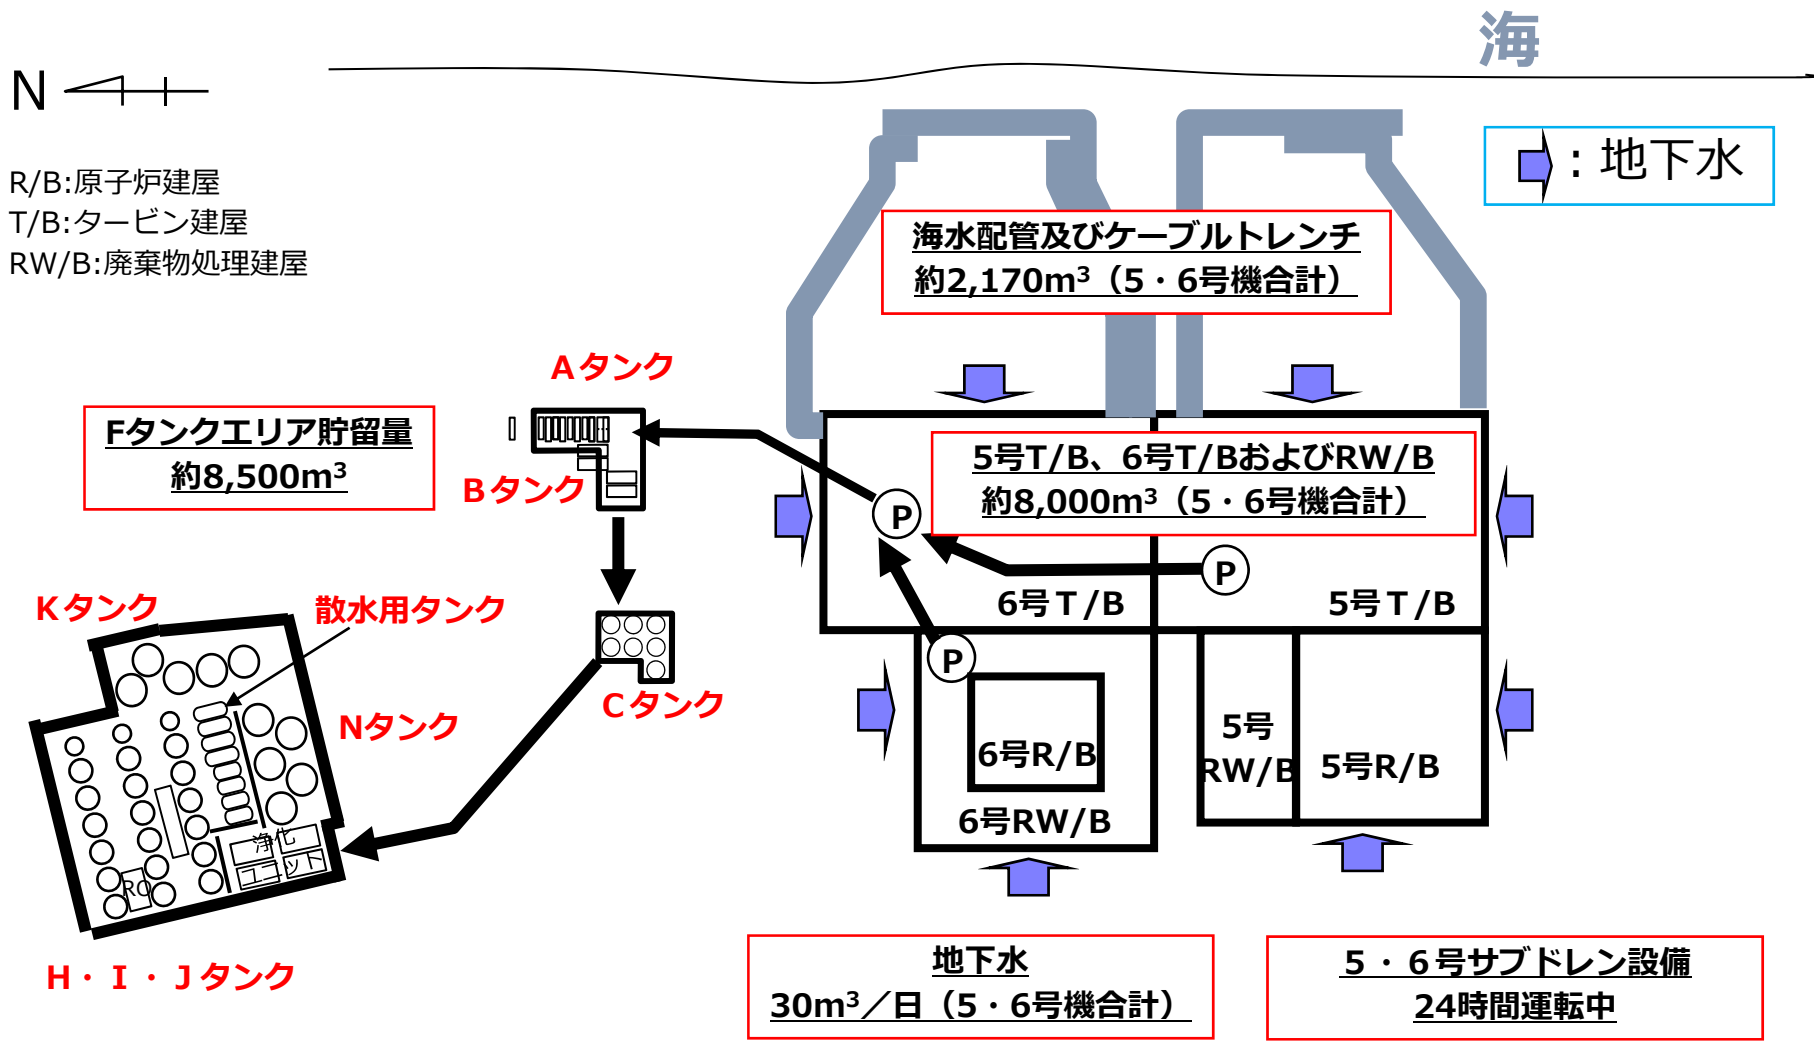 海
N
：地下水
R/B:原子炉建屋
T/B:タービン建屋
RW/B:廃棄物処理建屋
海水配管及びケーブルトレンチ
約2,170m³（5・6号機合計）
Aタンク
Fタンクエリア貯留量
約8,500m³
Bタンク
5号T/B、6号T/BおよびRW/B
約8,000m³（5・6号機合計）
P
P
6号T/B
5号T/B
Kタンク
散水用タンク
P
Cタンク
Nタンク
6号R/B
5号
RW/B
5号R/B
6号RW/B
浄化
ユニット
RO
H・I・Jタンク
地下水
30m³／日（5・6号機合計）
5・6号サブドレン設備
24時間運転中